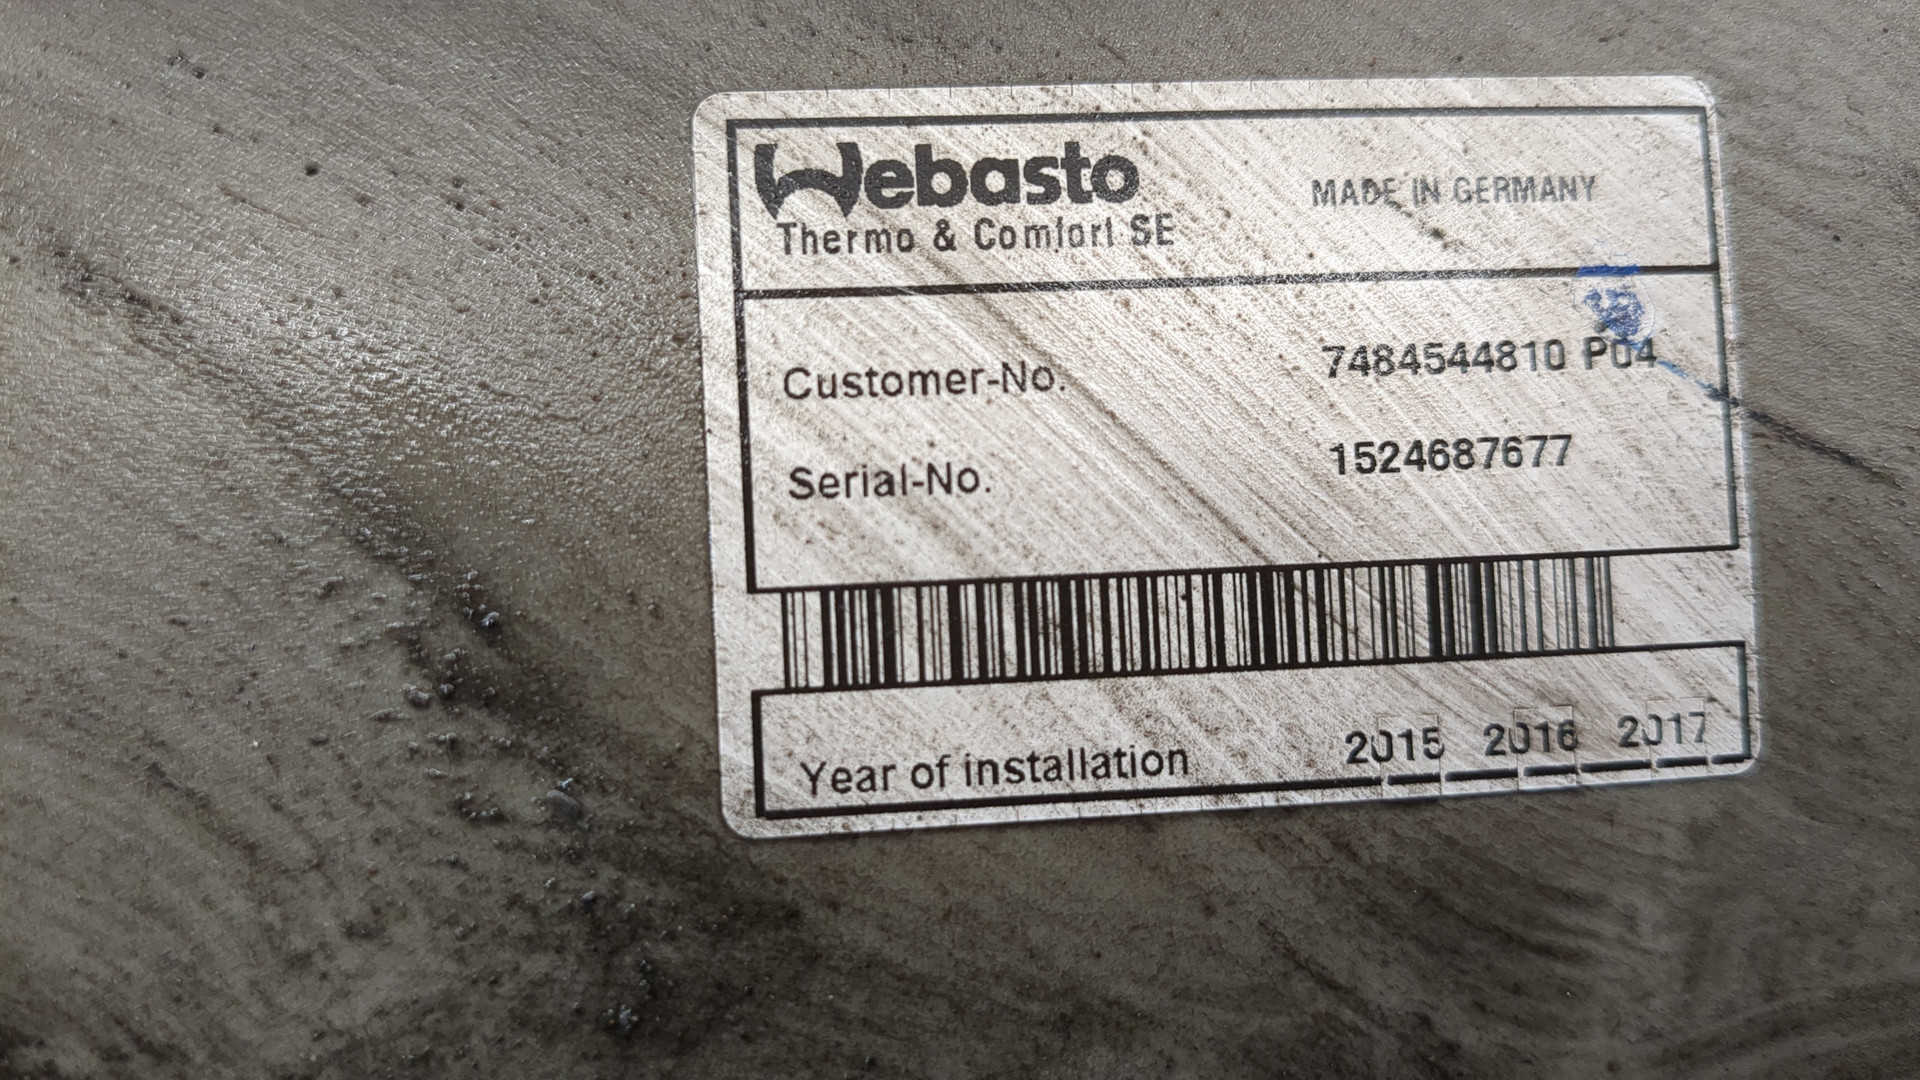 Webasto
Thermo & Comfort SE
MADE IN GERMANY
Customer-No. 7484544810 P04
Serial-No. 1524687677
Year of installation 2015 2016 2017